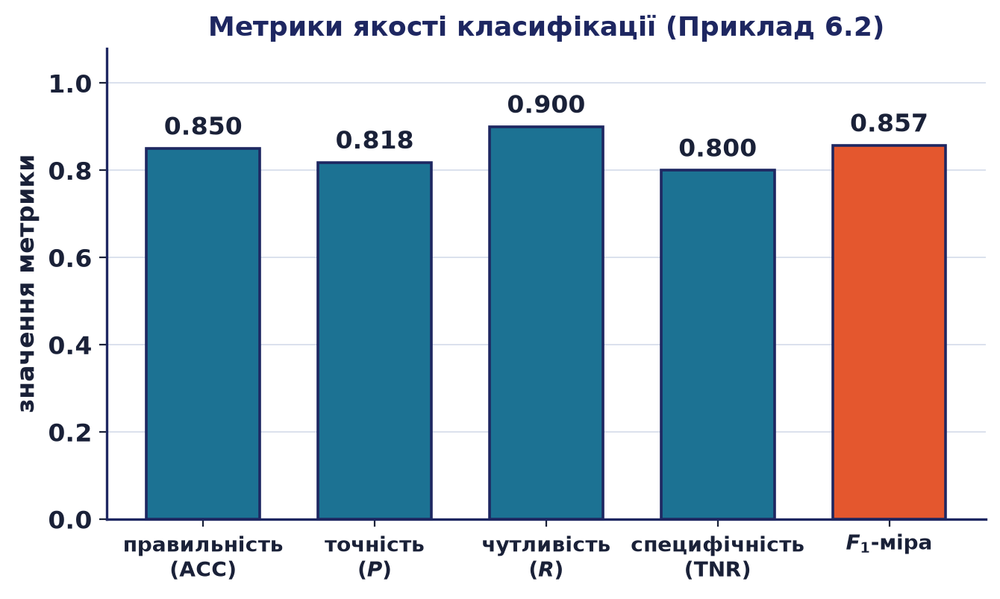 Метрики якості класифікації (Приклад 6.2)
значення метрики
1.0
0.8
0.6
0.4
0.2
0.0
0.850
0.818
0.900
0.800
0.857
правильність
(ACC)
точність
(P)
чутливість
(R)
специфічність
(TNR)
F₁-міра